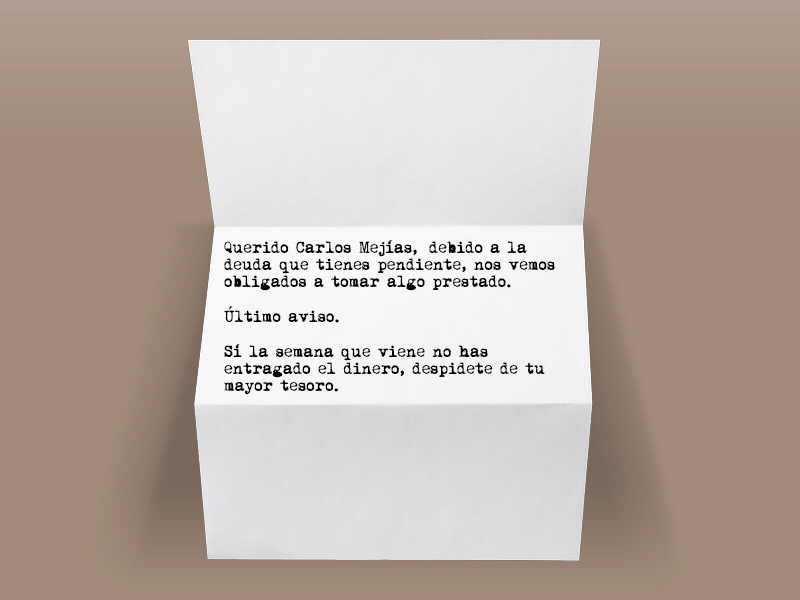 Querido Carlos Mejías, debido a la
deuda que tienes pendiente, nos vemos
obligados a tomar algo prestado.
Último aviso.
Sí la semana que viene no has
entragado el dinero, despidete de tu
mayor tesoro.